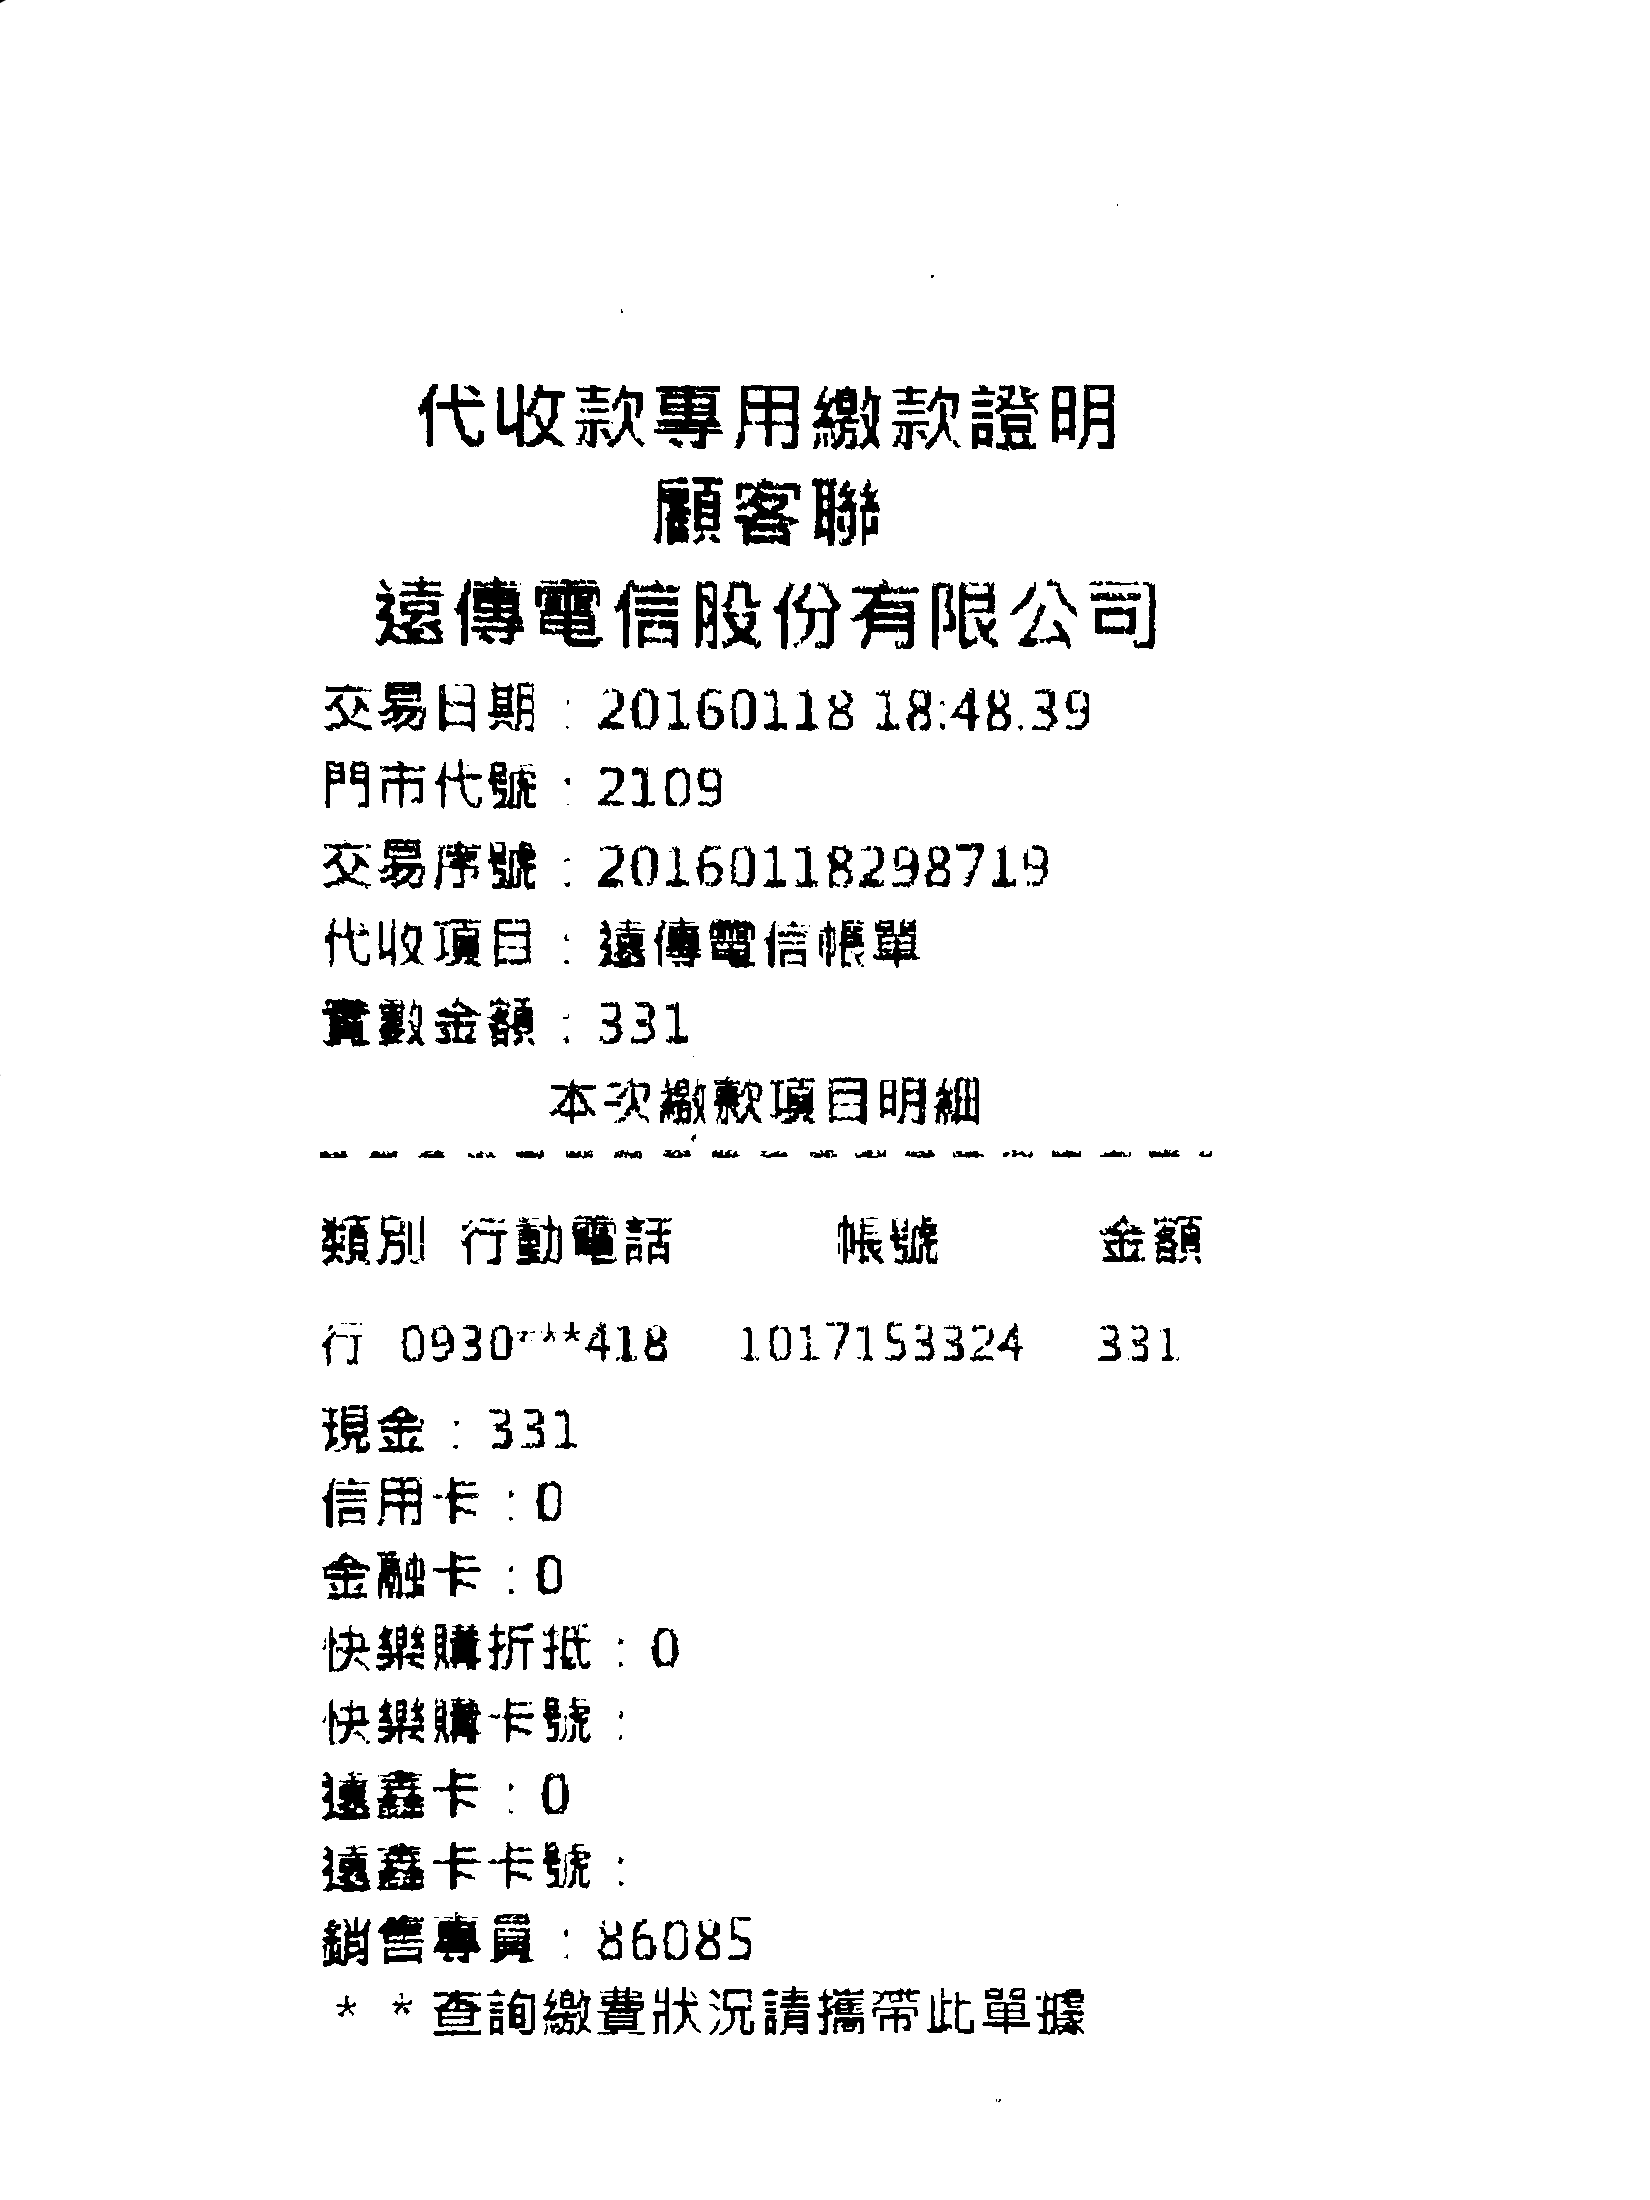 代收款專用繳款證明
顧客聯
遠傳電信股份有限公司
交易日期：20160118 18:48:39
門市代號：2109
交易序號：20160118298719
代收項目：遠傳電信帳單
實繳金額：331
本次繳款項目明細
--------------------
類別 行動電話 帳號 金額
行 0930***418 1017153324 331
現金：331
信用卡：0
金融卡：0
快樂購折抵：0
快樂購卡號：
遠鑫卡：0
遠鑫卡卡號：
銷售專員：86085
＊＊查詢繳費狀況請攜帶此單據